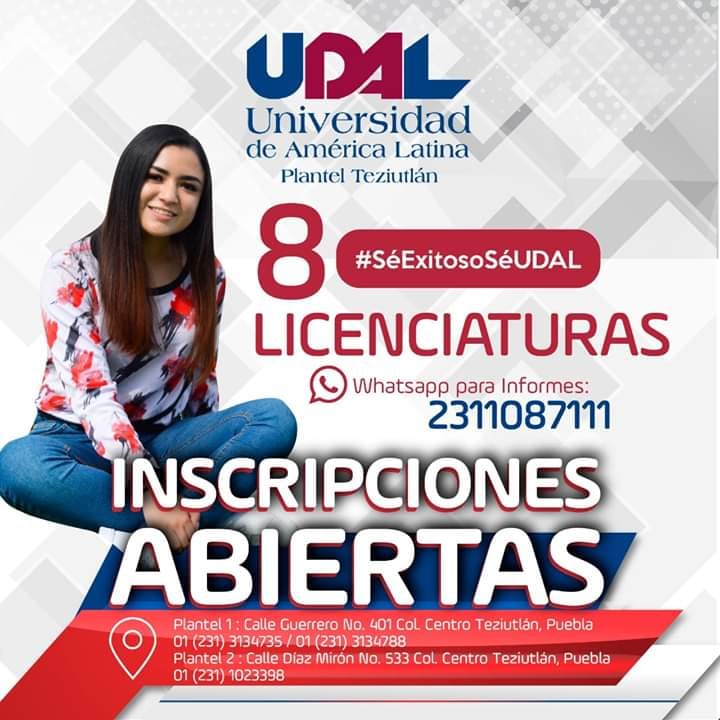 UDAL
Universidad
de América Latina
Plantel Teziutlán
8 #SéExitosoSéUDAL
LICENCIATURAS
Whatsapp para Informes:
2311087111
INSCRIPCIONES
ABIERTAS
Plantel 1 : Calle Guerrero No. 401 Col. Centro Teziutlán, Puebla
01 (231) 3134735 / 01 (231) 3134788
Plantel 2 : Calle Díaz Mirón No. 533 Col. Centro Teziutlán, Puebla
01 (231) 1023398